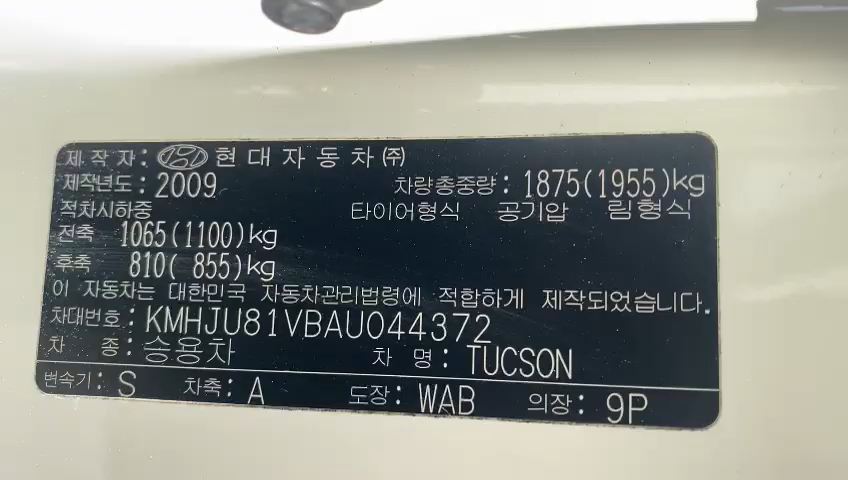 제 작 자 : 현대자동차㈜
제작년도 : 2009 차량총중량 : 1875(1955)kg
적차시하중 타이어형식 공기압 림형식
전축 1065(1100)kg
후축 810( 855)kg
이 자동차는 대한민국 자동차관리법령에 적합하게 제작되었습니다.
차대번호 : KMHJU81VBAU044372
차 종 : 승용차 차 명 : TUCSON
변속기 : S 차축 : A 도장 : WAB 의장 : 9P